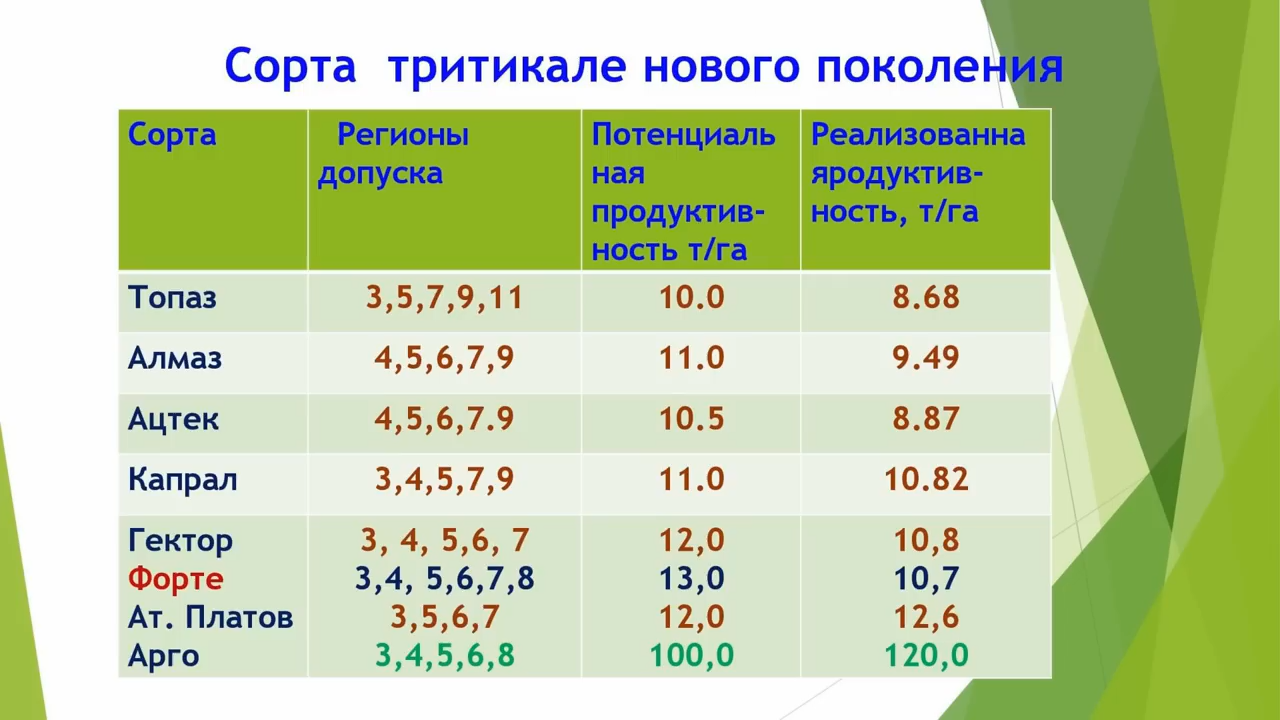 Сорта тритикале нового поколения
Сорта
Регионы
допуска
Потенциаль
ная
продуктив-
ность т/га
Реализованна
яродуктив-
ность, т/га
Топаз 3,5,7,9,11 10.0 8.68
Алмаз 4,5,6,7,9 11.0 9.49
Ацтек 4,5,6,7.9 10.5 8.87
Капрал 3,4,5,7,9 11.0 10.82
Гектор 3, 4, 5,6, 7 12,0 10,8
Форте 3,4, 5,6,7,8 13,0 10,7
Ат. Платов 3,5,6,7 12,0 12,6
Арго 3,4,5,6,8 100,0 120,0